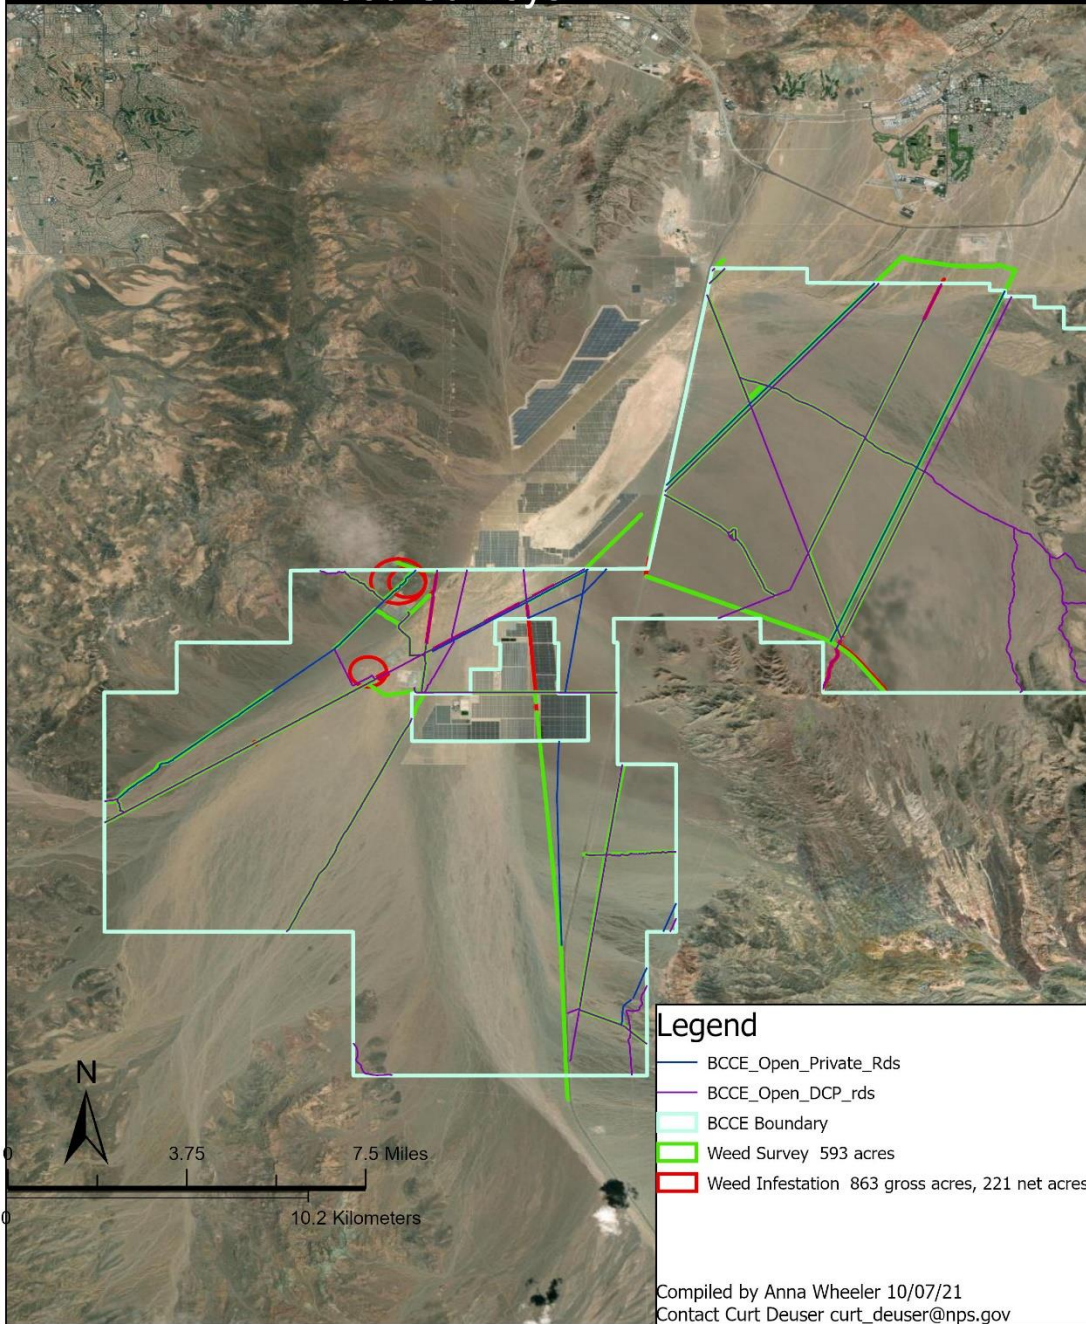 Legend
BCCE_Open_Private_Rds
BCCE_Open_DCP_rds
BCCE Boundary
Weed Survey 593 acres
Weed Infestation 863 gross acres, 221 net acres
N
0 3.75 7.5 Miles
0 10.2 Kilometers
Compiled by Anna Wheeler 10/07/21
Contact Curt Deuser curt_deuser@nps.gov